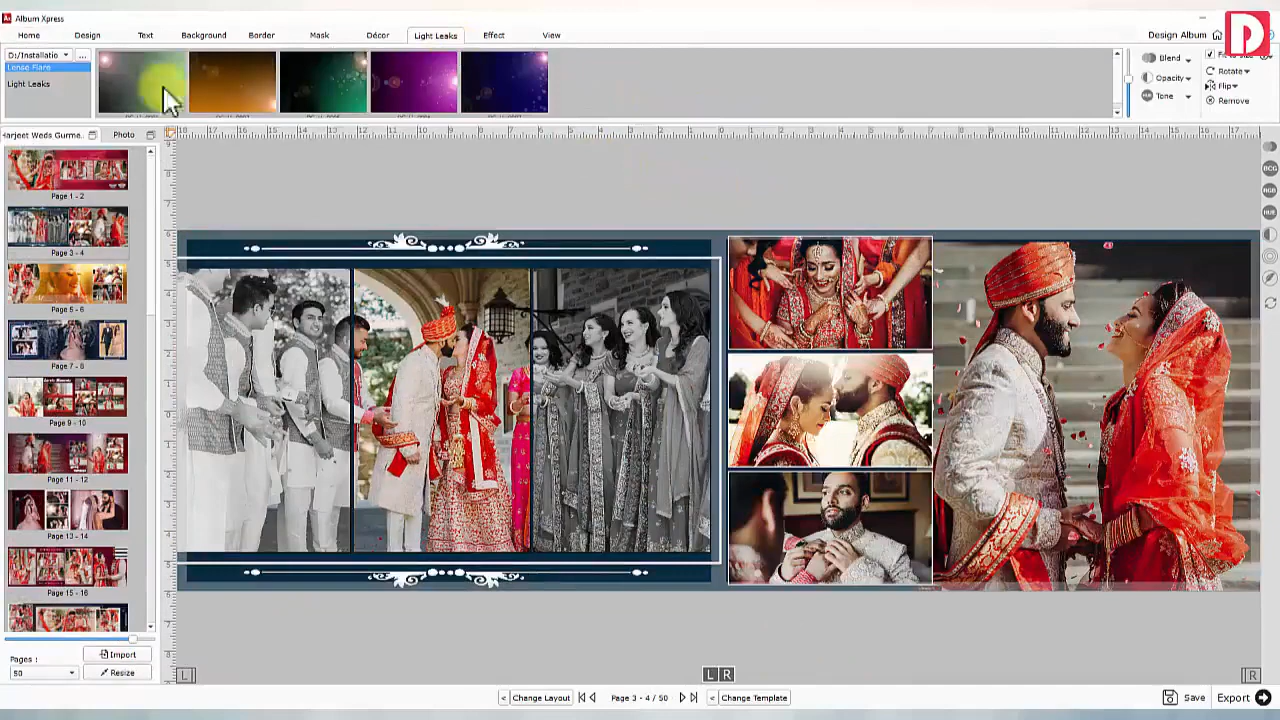 Album Xpress
Home Design Text Background Border Mask Décor Light Leaks Effect View Design Album
D:/Installatio ...
Lense Flare
Light Leaks
Blend
Opacity
Tone
Rotate
Flip
Remove
Harjeet Weds Gurme.. Photo
Page 1 - 2
Page 3 - 4
Page 5 - 6
Page 7 - 8
Page 9 - 10
Page 11 - 12
Page 13 - 14
Page 15 - 16
Pages :
50
Import
Resize
L
L R
R
< Change Layout Page 3 - 4 / 50 < Change Template
Save Export